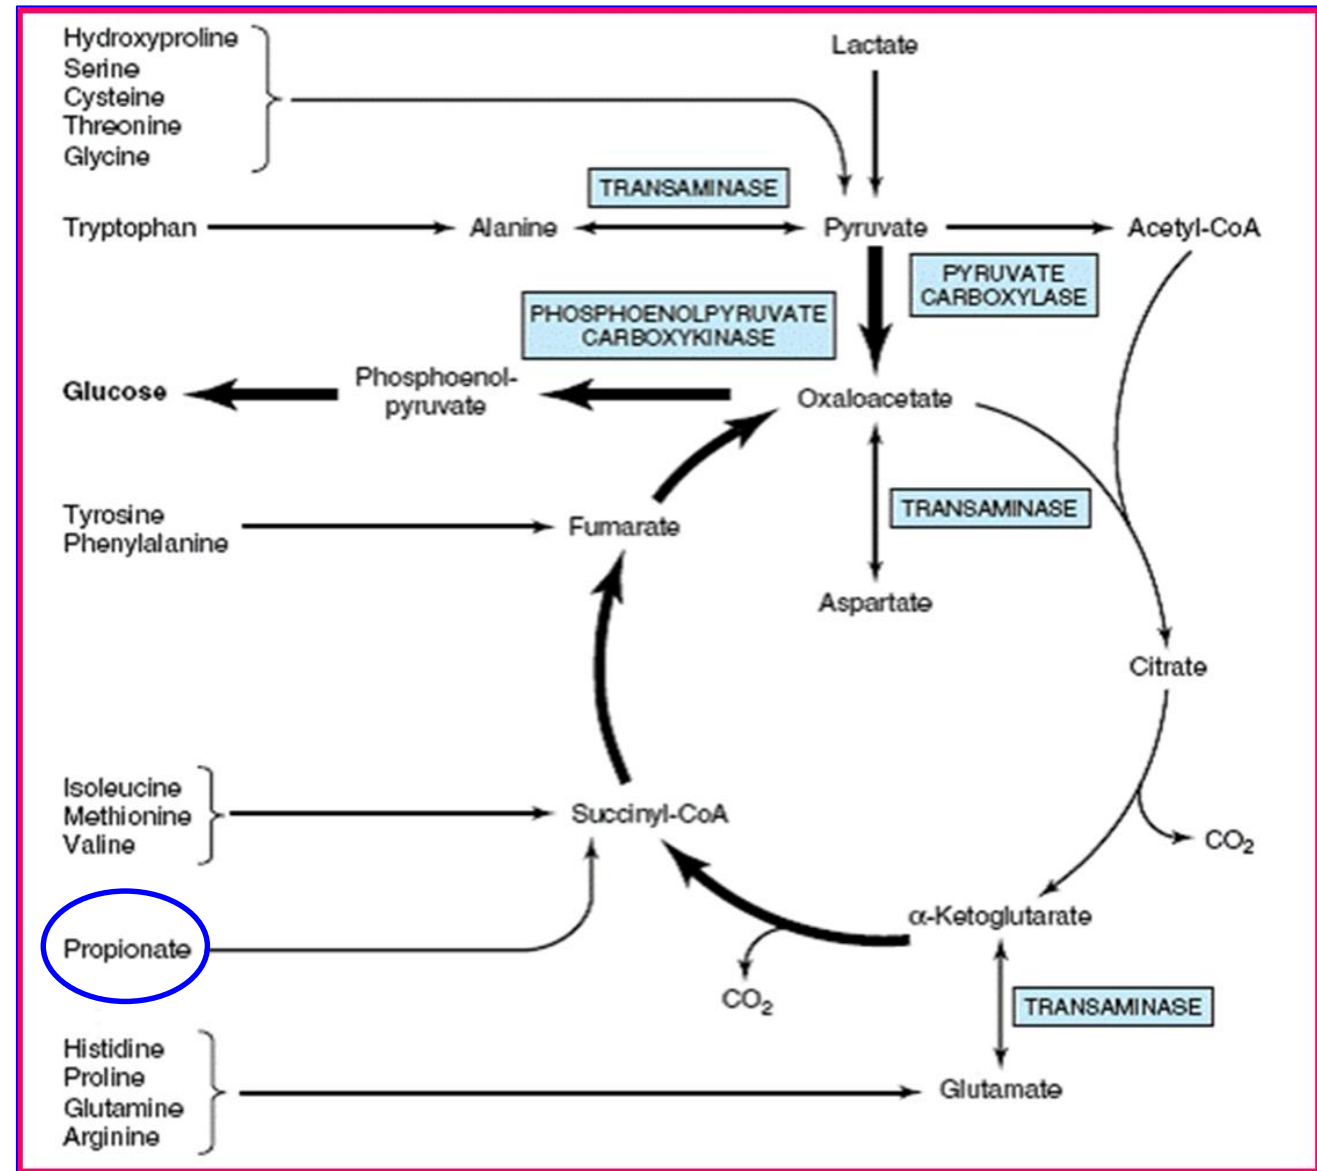 Hydroxyproline
Serine
Cysteine
Threonine
Glycine
Lactate
TRANSAMINASE
Tryptophan
Alanine
Pyruvate
Acetyl-CoA
PYRUVATE
CARBOXYLASE
PHOSPHOENOLPYRUVATE
CARBOXYKINASE
Glucose
Phosphoenol-
pyruvate
Oxaloacetate
TRANSAMINASE
Tyrosine
Phenylalanine
Fumarate
Aspartate
Citrate
Isoleucine
Methionine
Valine
Succinyl-CoA
CO₂
Propionate
α-Ketoglutarate
CO₂
TRANSAMINASE
Histidine
Proline
Glutamine
Arginine
Glutamate